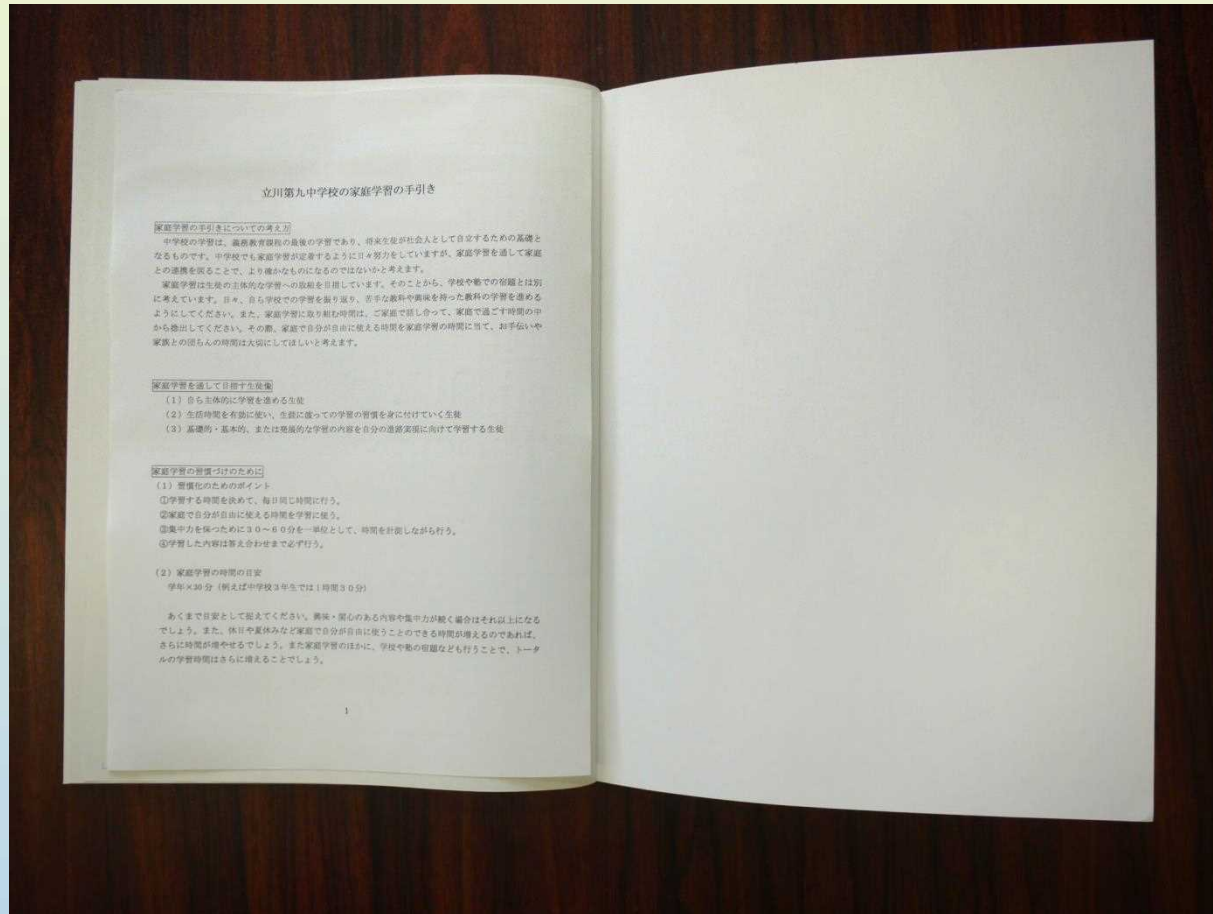 立川第九中学校の家庭学習の手引き
家庭学習の手引きについての考え方
中学校の学習は、義務教育課程の最後の学習であり、将来生徒が社会人として自立するための基礎と
なるものです。中学校でも家庭学習が定着するように日々努力をしていますが、家庭学習を通して家庭
との連携を図ることで、より確かなものになるのではないかと考えます。
家庭学習は生徒の主体的な学習への取組を目指しています。そのことから、学校や塾での宿題とは別
に考えています。日々、自ら学校での学習を振り返り、苦手な教科や興味を持った教科の学習を進める
ようにしてください。また、家庭学習に取り組む時間は、ご家庭で話し合って、家庭で過ごす時間の中
から捻出してください。その際、家庭で自分が自由に使える時間を家庭学習の時間に当て、お手伝いや
家族との団らんの時間は大切にしてほしいと考えます。
家庭学習を通して目指す生徒像
(1)自ら主体的に学習を進める生徒
(2)生活時間を有効に使い、生涯に渡っての学習の習慣を身に付けていく生徒
(3)基礎的・基本的、または発展的な学習の内容を自分の進路実現に向けて学習する生徒
家庭学習の習慣づけのために
(1)習慣化のためのポイント
①学習する時間を決めて、毎日同じ時間に行う。
②家庭で自分が自由に使える時間を学習に使う。
③集中力を保つために30～60分を一単位として、時間を計測しながら行う。
④学習した内容は答え合わせまで必ず行う。
(2)家庭学習の時間の目安
学年×30分(例えば中学校3年生では1時間30分)
あくまで目安として捉えてください。興味・関心のある内容や集中力が続く場合はそれ以上になる
でしょう。また、休日や夏休みなど家庭で自分が自由に使うことのできる時間が増えるのであれば、
さらに時間が増やせるでしょう。また家庭学習のほかに、学校や塾の宿題なども行うことで、トータ
ルの学習時間はさらに増えることでしょう。
1